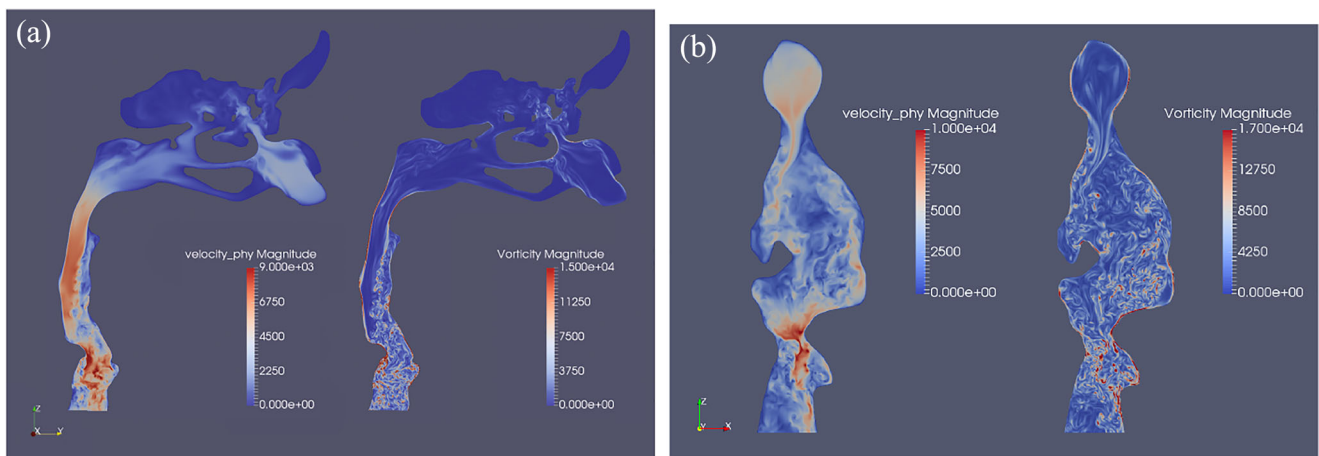 (a)
velocity_phy Magnitude
9.000e+03
6750
4500
2250
0.000e+00
Vorticity Magnitude
1.500e+04
11250
7500
3750
0.000e+00
Z
X
Y
(b)
velocity_phy Magnitude
1.000e+04
7500
5000
2500
0.000e+00
Vorticity Magnitude
1.700e+04
12750
8500
4250
0.000e+00
Z
Y
X